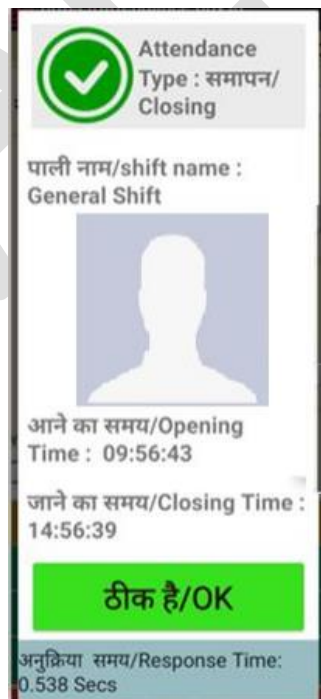 Attendance
Type : समापन/
Closing
पाली नाम/shift name :
General Shift
आने का समय/Opening
Time : 09:56:43
जाने का समय/Closing Time :
14:56:39
ठीक है/OK
अनुक्रिया समय/Response Time:
0.538 Secs